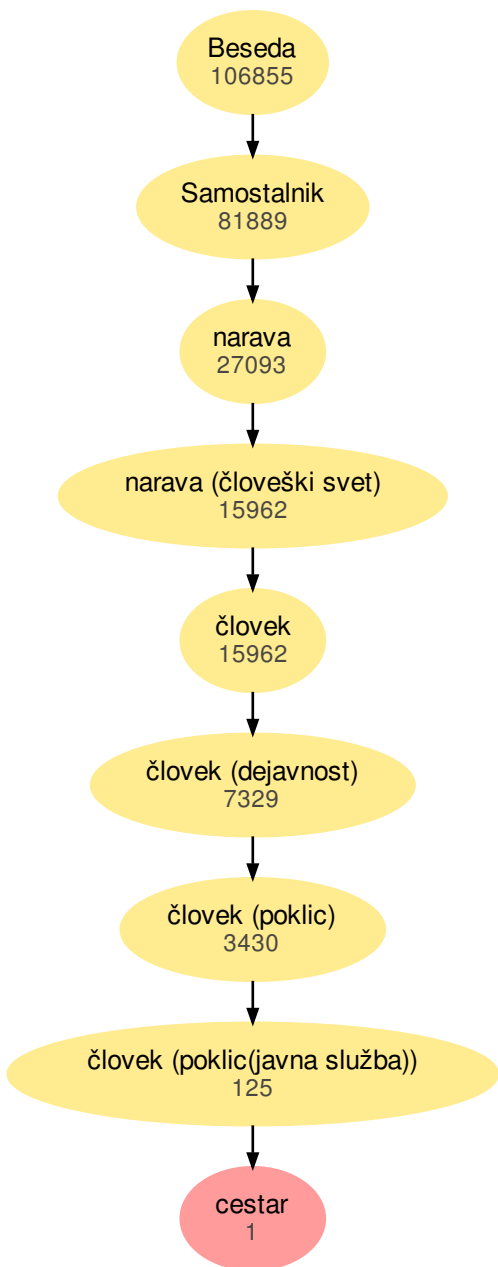 Beseda
106855
Samostalnik
81889
narava
27093
narava (človeški svet)
15962
človek
15962
človek (dejavnost)
7329
človek (poklic)
3430
človek (poklic(javna služba))
125
cestar
1